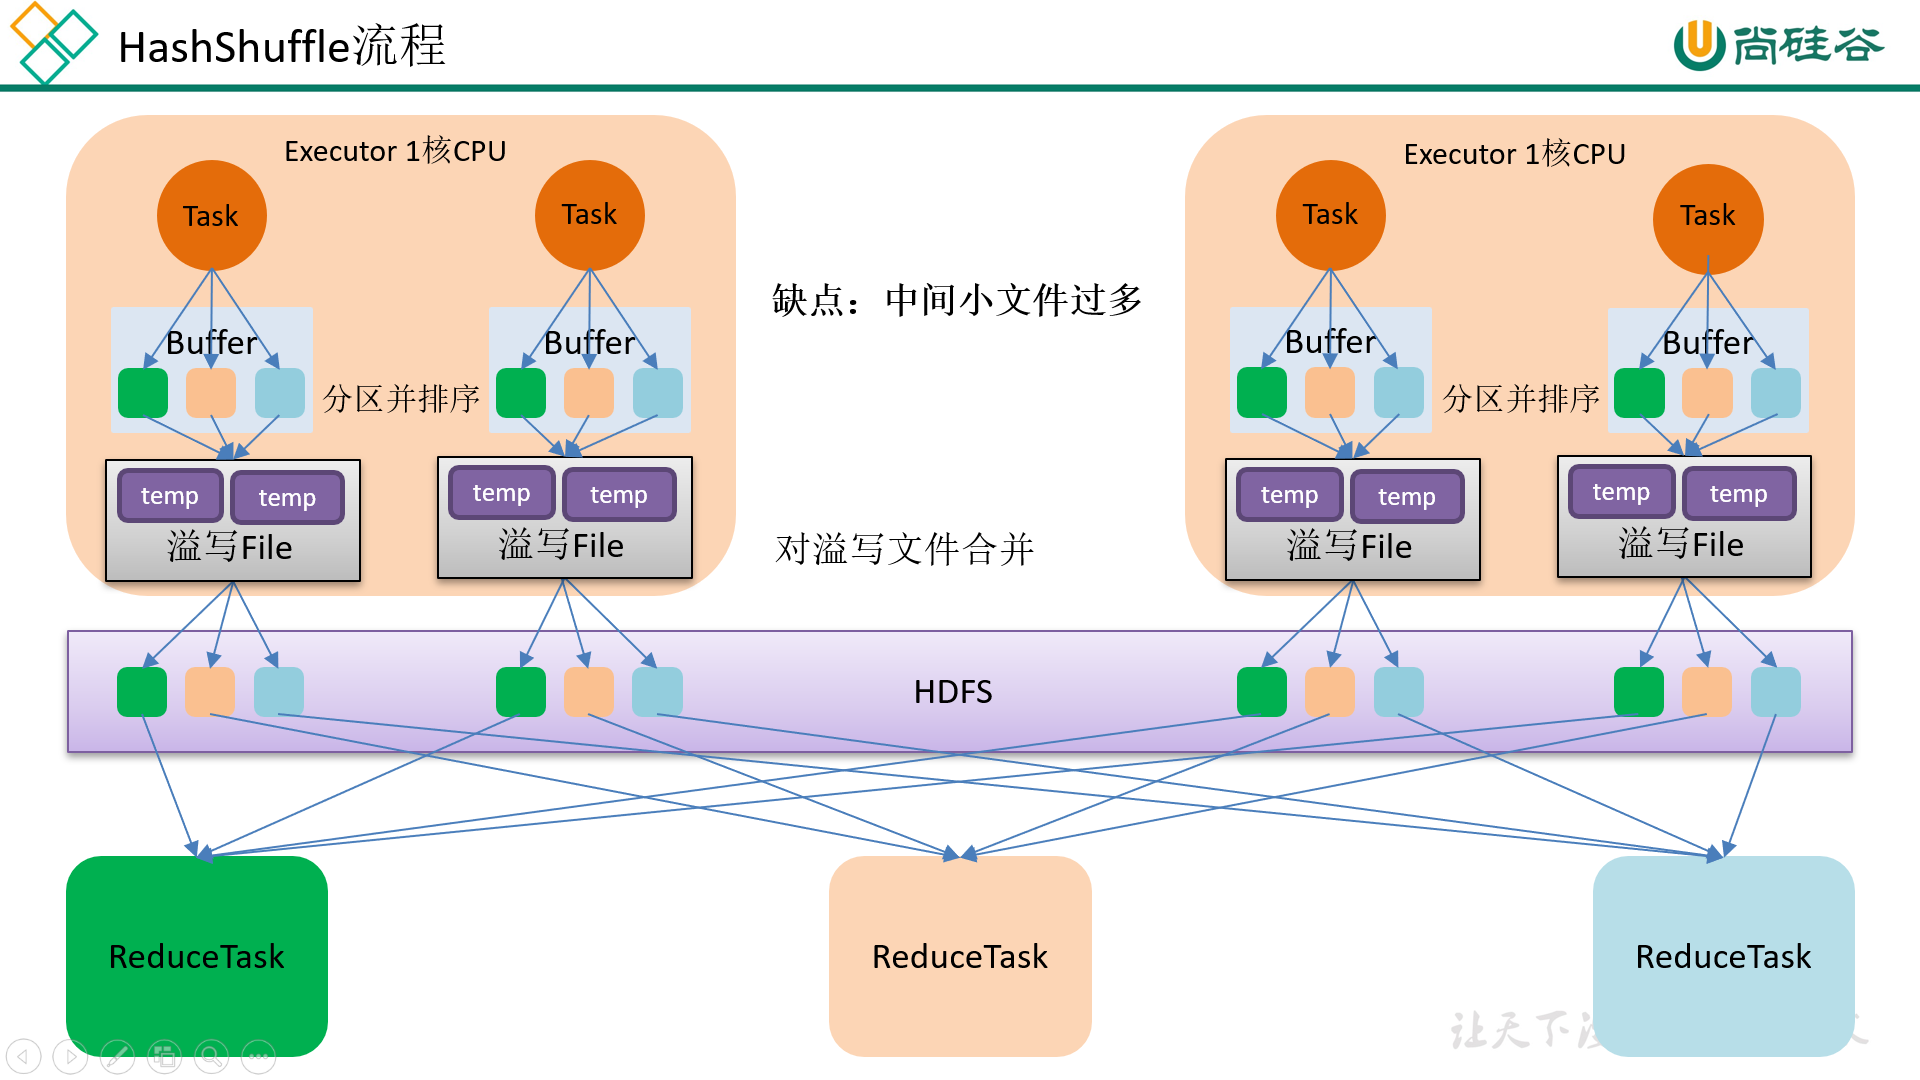 HashShuffle流程
尚硅谷
Executor 1核CPU
Executor 1核CPU
Task
Task
Task
Task
缺点：中间小文件过多
Buffer
Buffer
Buffer
Buffer
分区并排序
分区并排序
temp
temp
temp
temp
temp
temp
temp
temp
溢写File
溢写File
对溢写文件合并
溢写File
溢写File
HDFS
ReduceTask
ReduceTask
ReduceTask
让天下